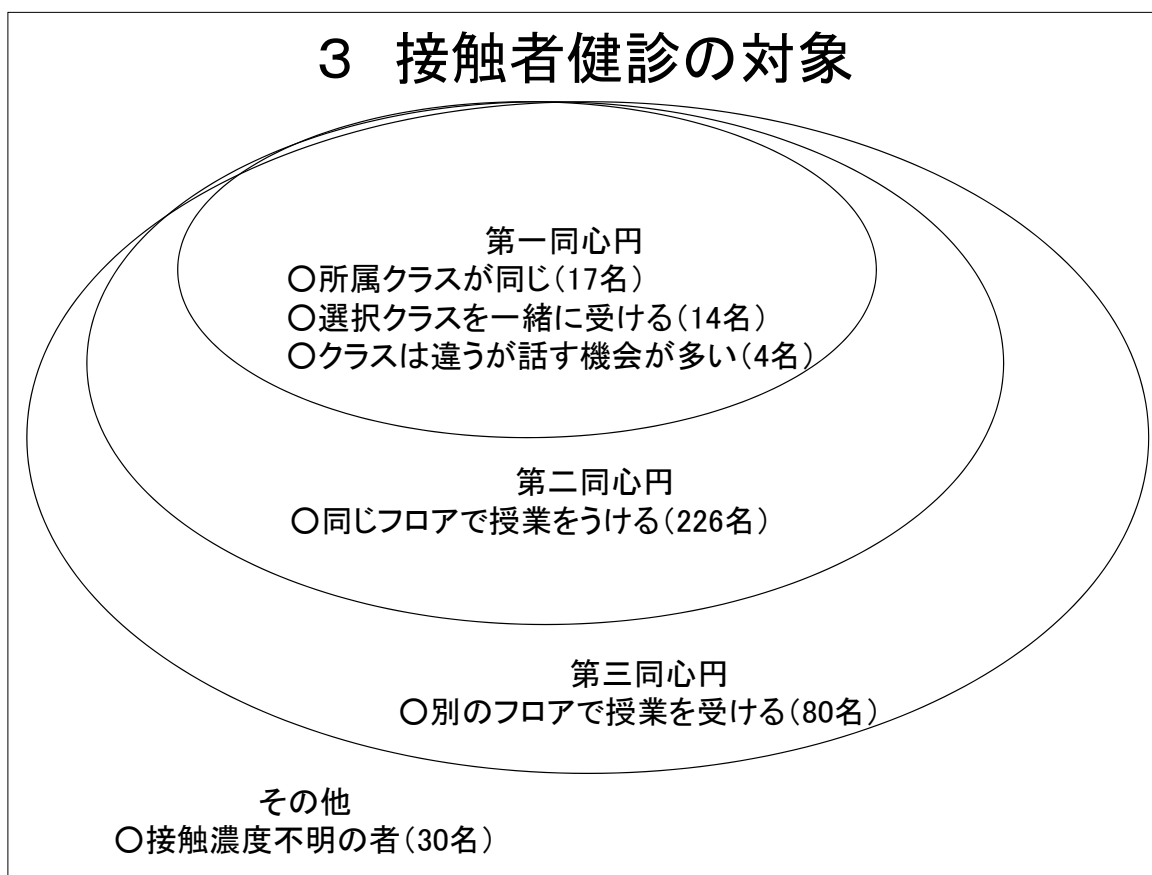 ３　接触者健診の対象
第一同心円
○所属クラスが同じ（17名）
○選択クラスを一緒に受ける（14名）
○クラスは違うが話す機会が多い（4名）
第二同心円
○同じフロアで授業をうける（226名）
第三同心円
○別のフロアで授業を受ける（80名）
その他
○接触濃度不明の者（30名）